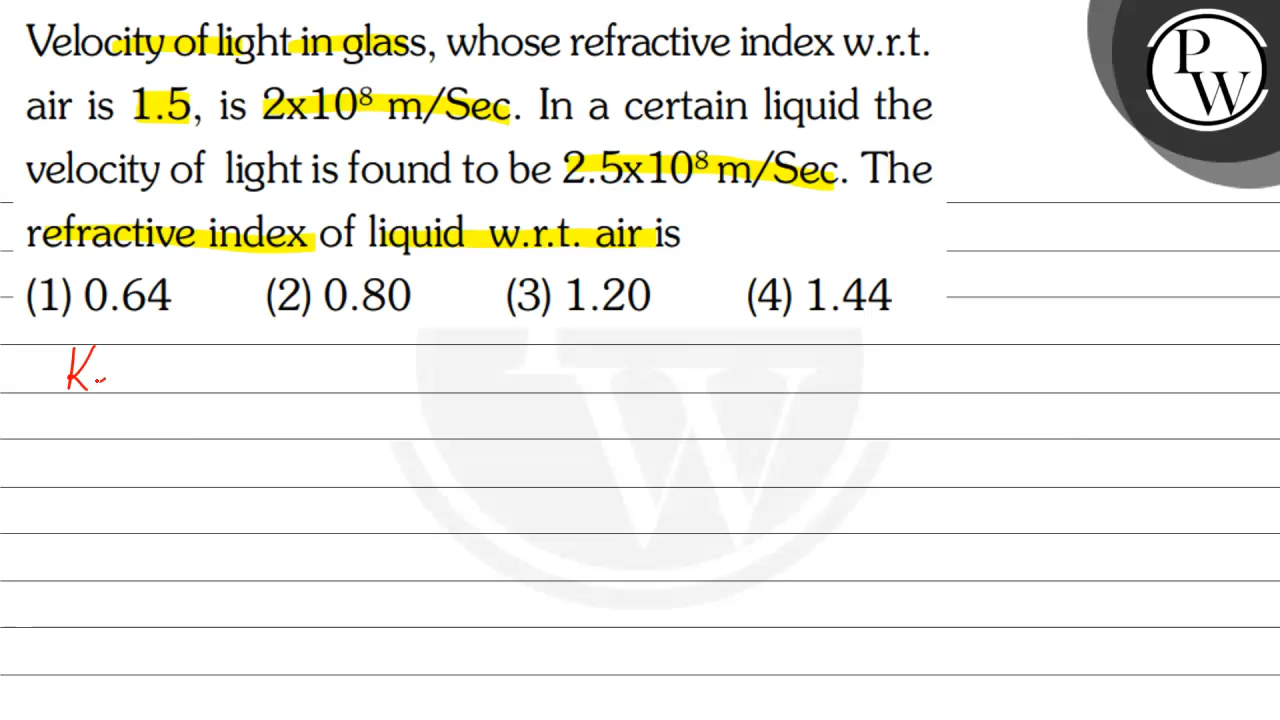 Velocity of light in glass, whose refractive index w.r.t.
air is 1.5, is 2x10⁸ m/Sec. In a certain liquid the
velocity of light is found to be 2.5x10⁸ m/Sec. The
refractive index of liquid w.r.t. air is
(1) 0.64 (2) 0.80 (3) 1.20 (4) 1.44
K
P
W